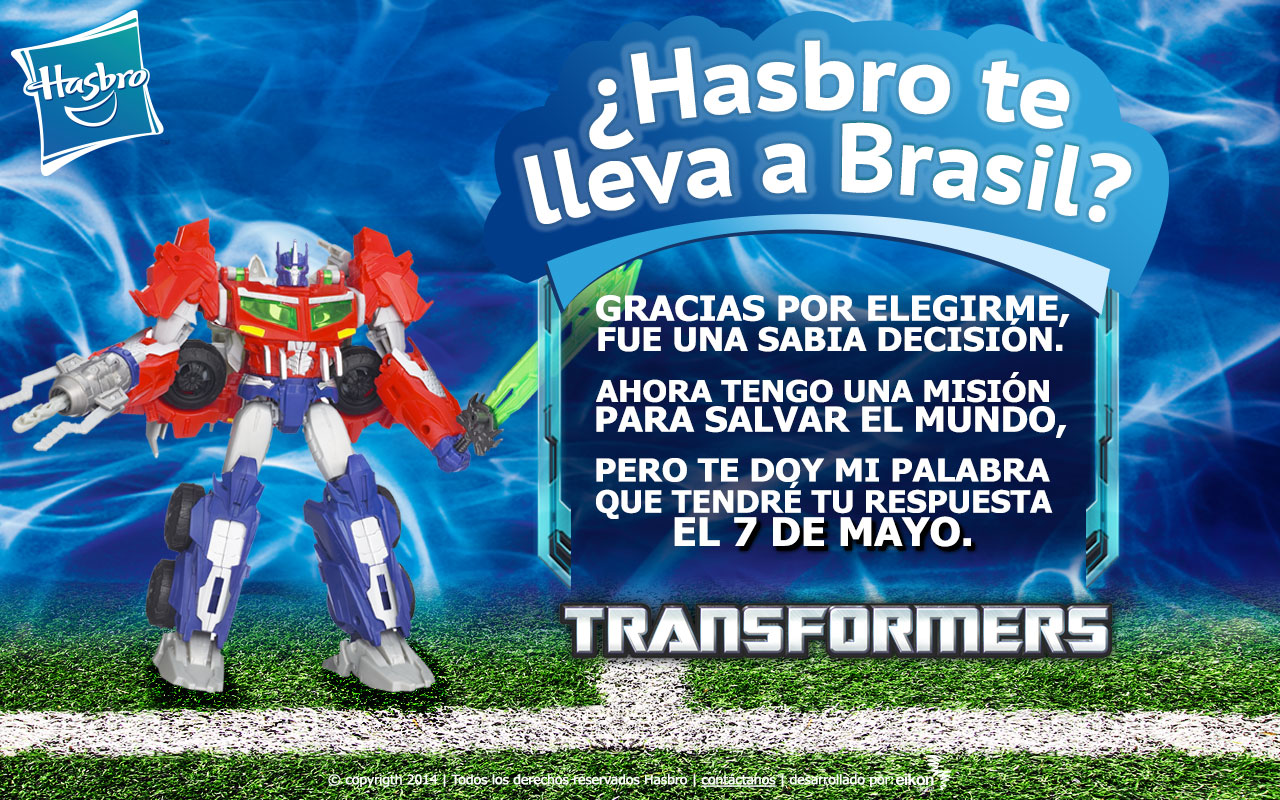 Hasbro
¿Hasbro te
lleva a Brasil?
GRACIAS POR ELEGIRME,
FUE UNA SABIA DECISIÓN.
AHORA TENGO UNA MISIÓN
PARA SALVAR EL MUNDO,
PERO TE DOY MI PALABRA
QUE TENDRÉ TU RESPUESTA
EL 7 DE MAYO.
TRANSFORMERS
© copyrigth 2014 | Todos los derechos reservados Hasbro | contáctanos | desarrollado por: eikon